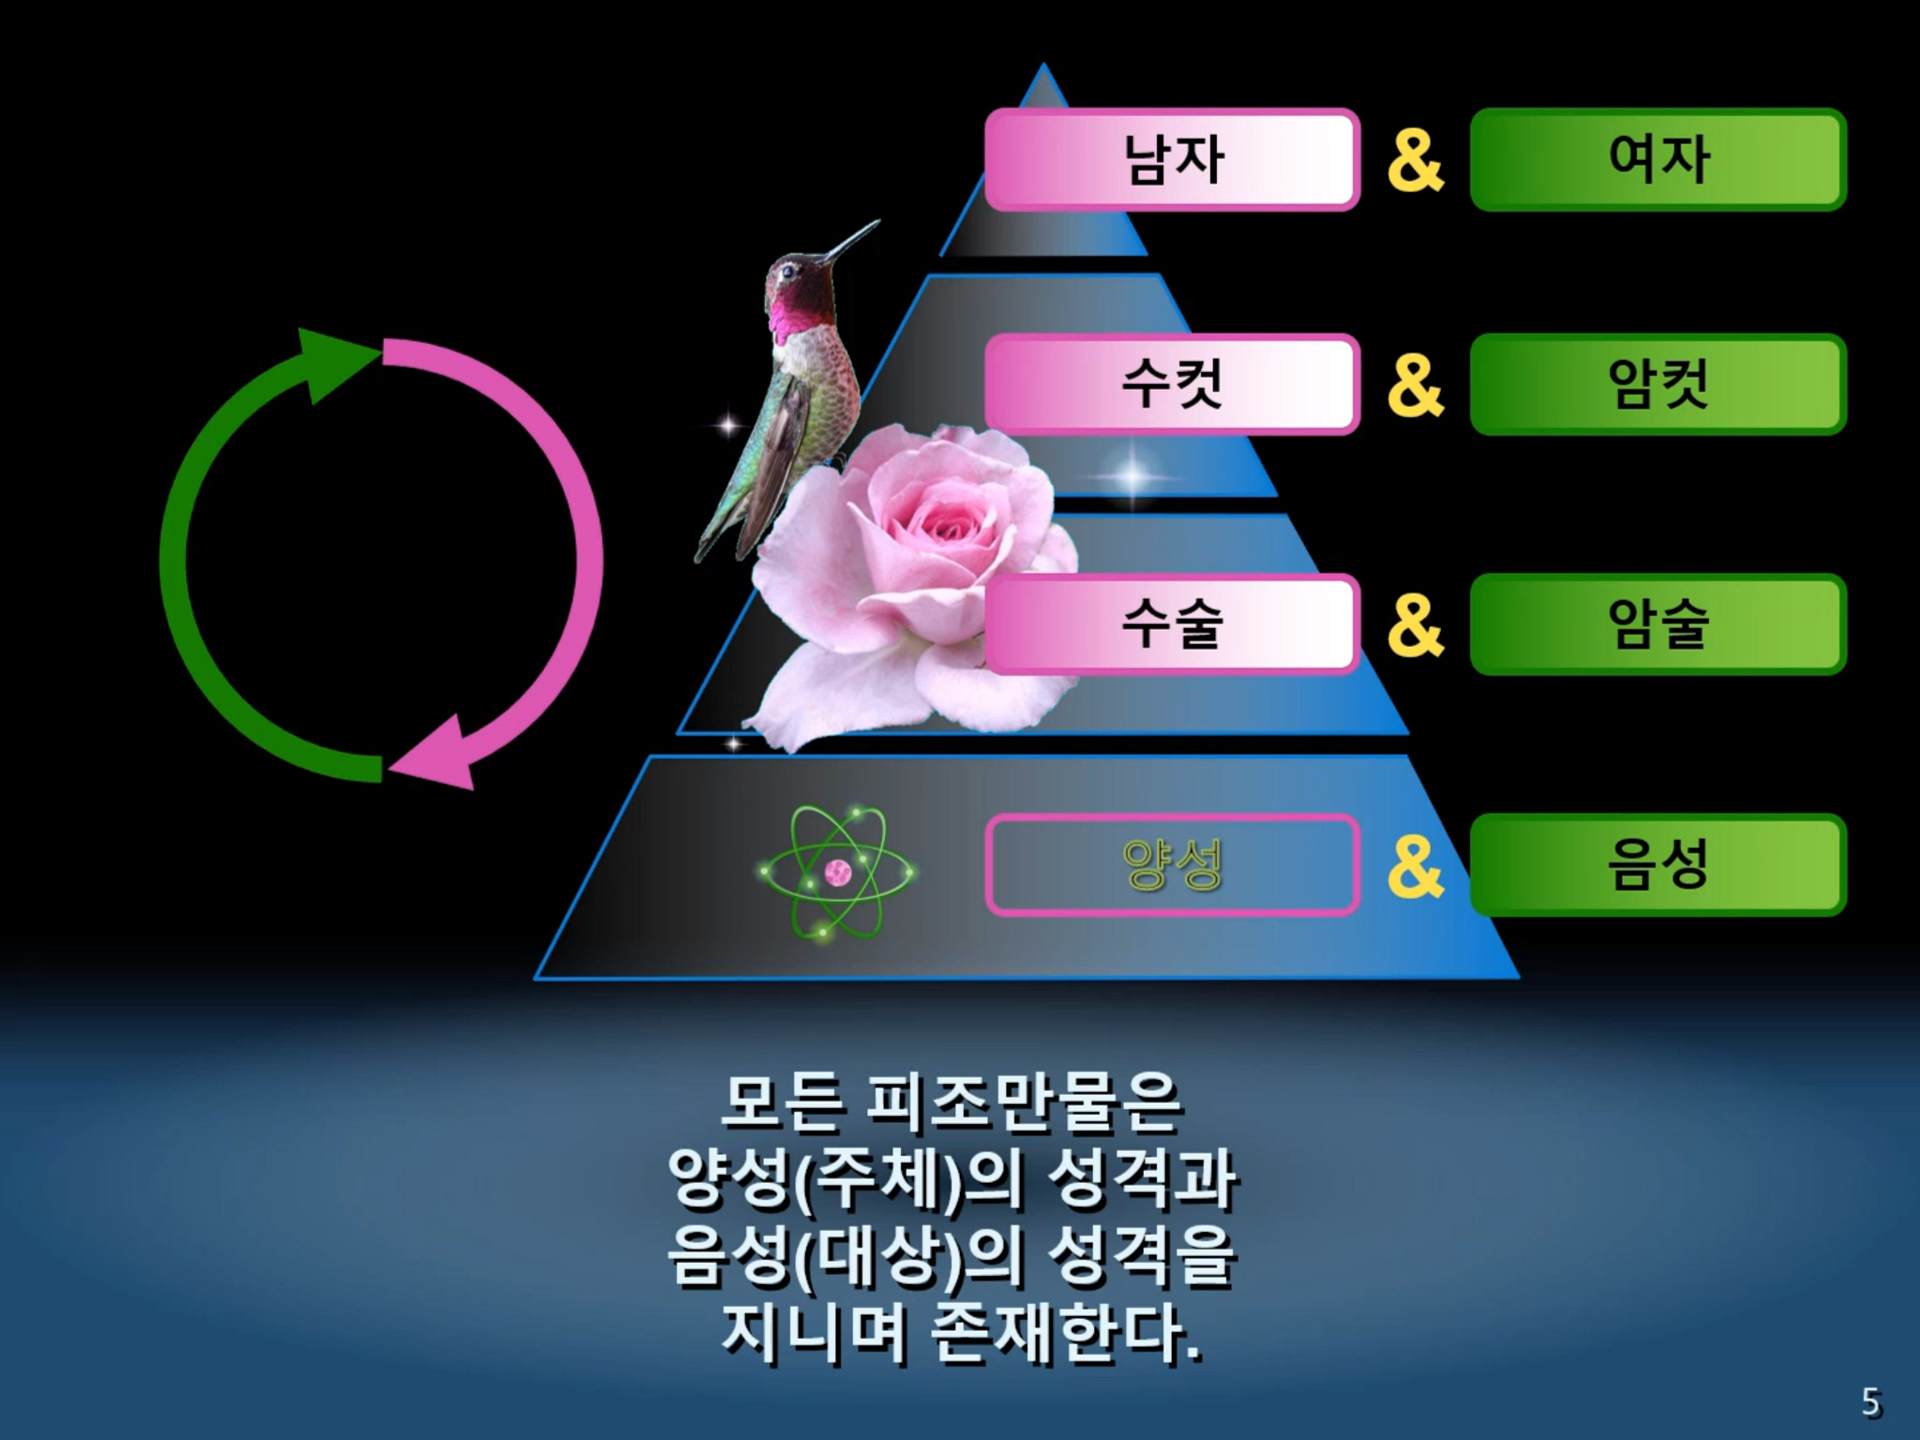 남자 & 여자
수컷 & 암컷
수술 & 암술
양성 & 음성
모든 피조만물은
양성(주체)의 성격과
음성(대상)의 성격을
지니며 존재한다.
5